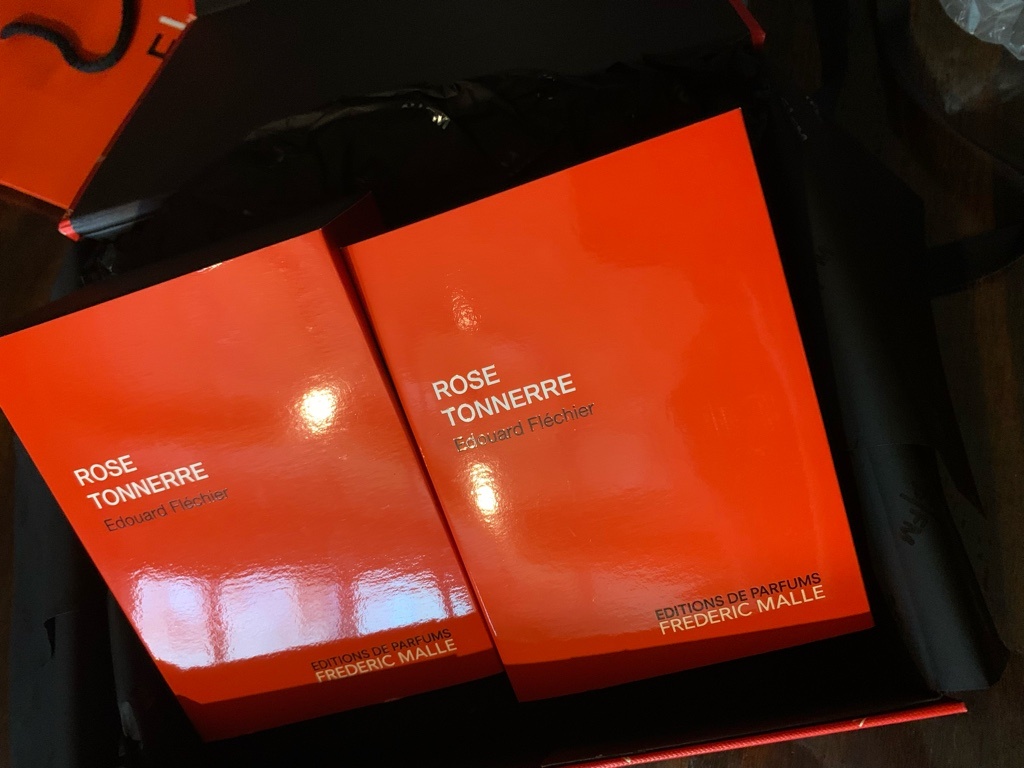 ROSE
TONNERRE
Edouard Fléchier
EDITIONS DE PARFUMS
FREDERIC MALLE
ROSE
TONNERRE
Edouard Fléchier
EDITIONS DE PARFUMS
FREDERIC MALLE